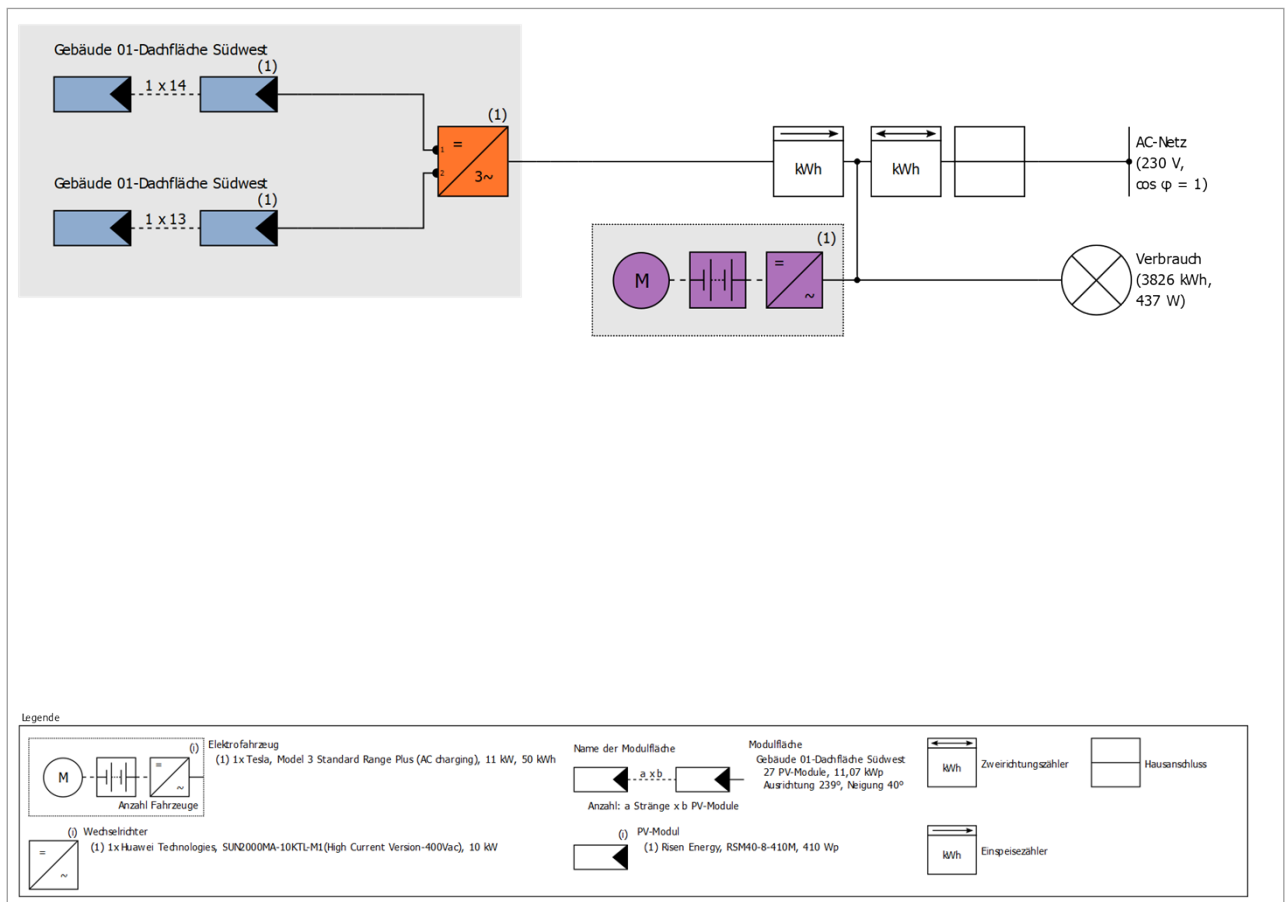 Gebäude 01-Dachfläche Südwest
(1)
1 x 14
(1)
1
=
2
3~
Gebäude 01-Dachfläche Südwest
(1)
1 x 13
kWh
kWh
AC-Netz
(230 V,
cos φ = 1)
(1)
M
=
~
Verbrauch
(3826 kWh,
437 W)
Legende
(i)
Elektrofahrzeug
(1) 1x Tesla, Model 3 Standard Range Plus (AC charging), 11 kW, 50 kWh
M
=
~
Anzahl Fahrzeuge
(i) Wechselrichter
(1) 1x Huawei Technologies, SUN2000MA-10KTL-M1(High Current Version-400Vac), 10 kW
=
~
Name der Modulfläche
a x b
Anzahl: a Stränge x b PV-Module
Modulfläche
Gebäude 01-Dachfläche Südwest
27 PV-Module, 11,07 kWp
Ausrichtung 239°, Neigung 40°
(i) PV-Modul
(1) Risen Energy, RSM40-8-410M, 410 Wp
kWh
Zweirichtungszähler
Hausanschluss
kWh
Einspeisezähler